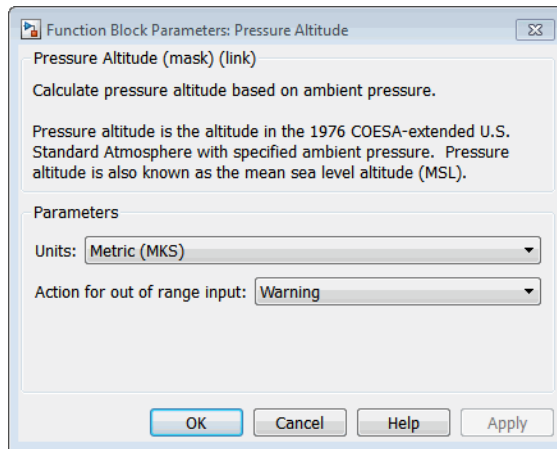 Function Block Parameters: Pressure Altitude
Pressure Altitude (mask) (link)
Calculate pressure altitude based on ambient pressure.
Pressure altitude is the altitude in the 1976 COESA-extended U.S.
Standard Atmosphere with specified ambient pressure.  Pressure
altitude is also known as the mean sea level altitude (MSL).
Parameters
Units: Metric (MKS)
Action for out of range input: Warning
OK Cancel Help Apply